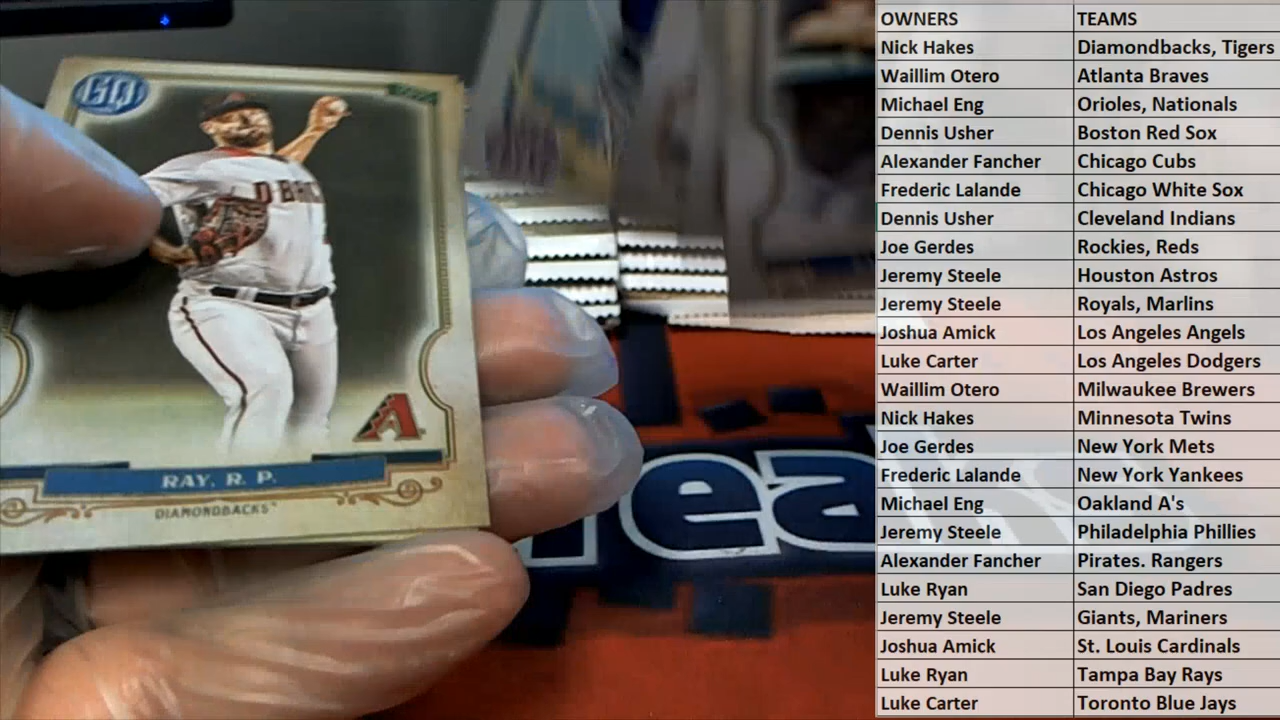 GQ
D'BAC
A
RAY, R. P.
DIAMONDBACKS
rea
OWNERS TEAMS
Nick Hakes Diamondbacks, Tigers
Waillim Otero Atlanta Braves
Michael Eng Orioles, Nationals
Dennis Usher Boston Red Sox
Alexander Fancher Chicago Cubs
Frederic Lalande Chicago White Sox
Dennis Usher Cleveland Indians
Joe Gerdes Rockies, Reds
Jeremy Steele Houston Astros
Jeremy Steele Royals, Marlins
Joshua Amick Los Angeles Angels
Luke Carter Los Angeles Dodgers
Waillim Otero Milwaukee Brewers
Nick Hakes Minnesota Twins
Joe Gerdes New York Mets
Frederic Lalande New York Yankees
Michael Eng Oakland A's
Jeremy Steele Philadelphia Phillies
Alexander Fancher Pirates. Rangers
Luke Ryan San Diego Padres
Jeremy Steele Giants, Mariners
Joshua Amick St. Louis Cardinals
Luke Ryan Tampa Bay Rays
Luke Carter Toronto Blue Jays